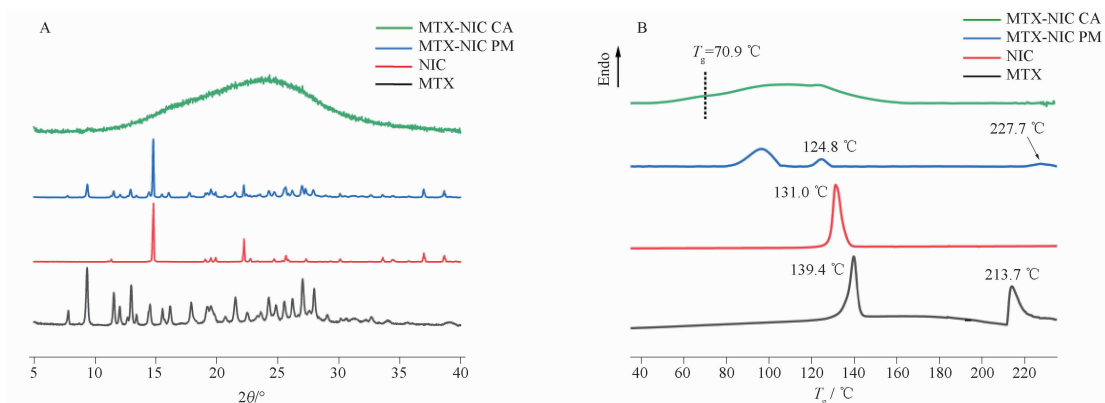 A
MTX-NIC CA
MTX-NIC PM
NIC
MTX
5 10 15 20 25 30 35 40
2θ/°
B
MTX-NIC CA
MTX-NIC PM
NIC
MTX
Endo
Tg=70.9 ℃
227.7 ℃
124.8 ℃
131.0 ℃
139.4 ℃
213.7 ℃
40 60 80 100 120 140 160 180 200 220
Tg/℃